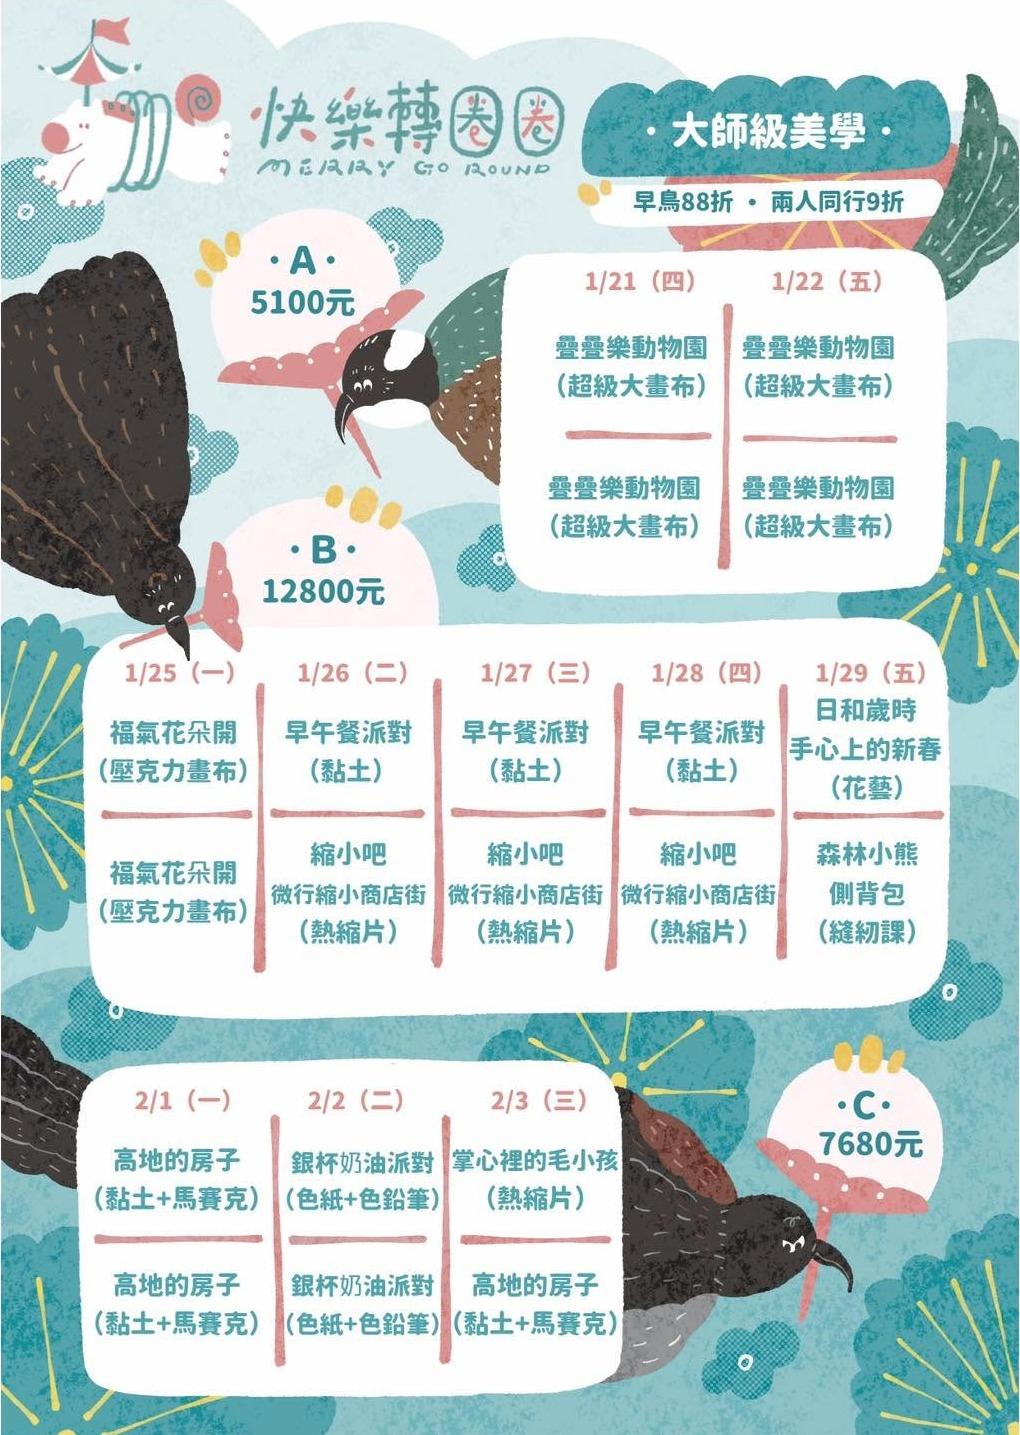 快樂轉圈圈
MERRY GO ROUND
·大師級美學·
早鳥88折 · 兩人同行9折
·A·
5100元
1/21（四）
疊疊樂動物園
(超級大畫布)
疊疊樂動物園
(超級大畫布)
1/22（五）
疊疊樂動物園
(超級大畫布)
疊疊樂動物園
(超級大畫布)
·B·
12800元
1/25（一）
福氣花朵開
(壓克力畫布)
福氣花朵開
(壓克力畫布)
1/26（二）
早午餐派對
（黏土）
縮小吧
微行縮小商店街
（熱縮片）
1/27（三）
早午餐派對
（黏土）
縮小吧
微行縮小商店街
（熱縮片）
1/28（四）
早午餐派對
（黏土）
縮小吧
微行縮小商店街
（熱縮片）
1/29（五）
日和歲時
手心上的新春
（花藝）
森林小熊
側背包
（縫紉課）
·C·
7680元
2/1（一）
高地的房子
(黏土+馬賽克)
高地的房子
(黏土+馬賽克)
2/2（二）
銀杯奶油派對
(色紙+色鉛筆)
銀杯奶油派對
(色紙+色鉛筆)
2/3（三）
掌心裡的毛小孩
（熱縮片）
高地的房子
(黏土+馬賽克)